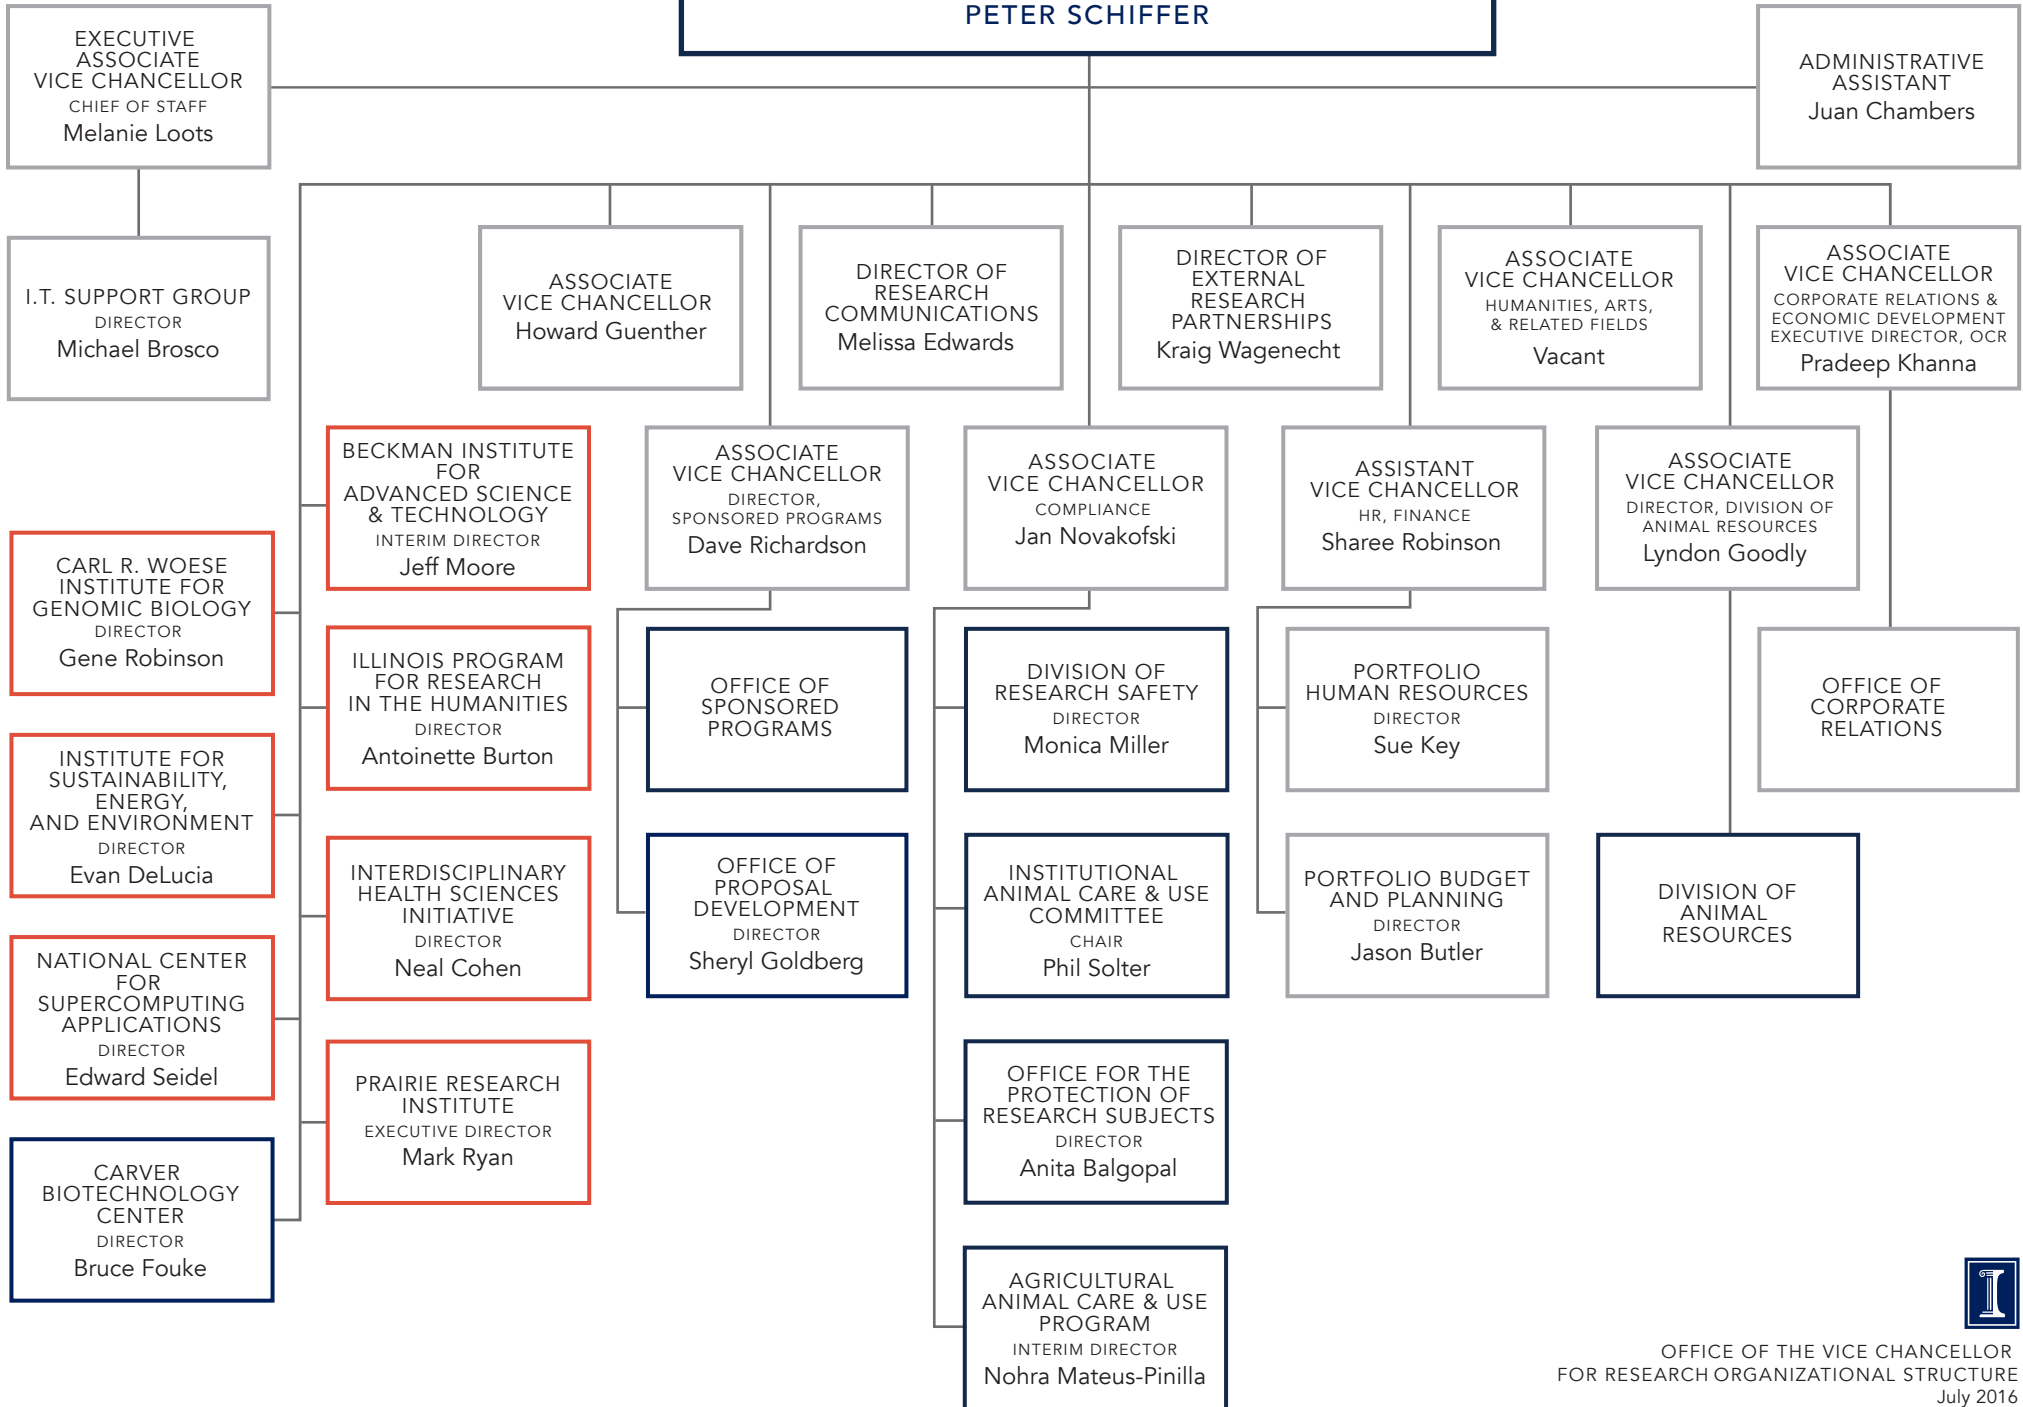 PETER SCHIFFER
EXECUTIVE
ASSOCIATE
VICE CHANCELLOR
CHIEF OF STAFF
Melanie Loots
ADMINISTRATIVE
ASSISTANT
Juan Chambers
I.T. SUPPORT GROUP
DIRECTOR
Michael Brosco
ASSOCIATE
VICE CHANCELLOR
Howard Guenther
DIRECTOR OF
RESEARCH
COMMUNICATIONS
Melissa Edwards
DIRECTOR OF
EXTERNAL
RESEARCH
PARTNERSHIPS
Kraig Wagenecht
ASSOCIATE
VICE CHANCELLOR
HUMANITIES, ARTS,
& RELATED FIELDS
Vacant
ASSOCIATE
VICE CHANCELLOR
CORPORATE RELATIONS &
ECONOMIC DEVELOPMENT
EXECUTIVE DIRECTOR, OCR
Pradeep Khanna
BECKMAN INSTITUTE
FOR
ADVANCED SCIENCE
& TECHNOLOGY
INTERIM DIRECTOR
Jeff Moore
ASSOCIATE
VICE CHANCELLOR
DIRECTOR,
SPONSORED PROGRAMS
Dave Richardson
ASSOCIATE
VICE CHANCELLOR
COMPLIANCE
Jan Novakofski
ASSISTANT
VICE CHANCELLOR
HR, FINANCE
Sharee Robinson
ASSOCIATE
VICE CHANCELLOR
DIRECTOR, DIVISION OF
ANIMAL RESOURCES
Lyndon Goodly
CARL R. WOESE
INSTITUTE FOR
GENOMIC BIOLOGY
DIRECTOR
Gene Robinson
ILLINOIS PROGRAM
FOR RESEARCH
IN THE HUMANITIES
DIRECTOR
Antoinette Burton
OFFICE OF
SPONSORED
PROGRAMS
DIVISION OF
RESEARCH SAFETY
DIRECTOR
Monica Miller
PORTFOLIO
HUMAN RESOURCES
DIRECTOR
Sue Key
OFFICE OF
CORPORATE
RELATIONS
INSTITUTE FOR
SUSTAINABILITY,
ENERGY,
AND ENVIRONMENT
DIRECTOR
Evan DeLucia
INTERDISCIPLINARY
HEALTH SCIENCES
INITIATIVE
DIRECTOR
Neal Cohen
OFFICE OF
PROPOSAL
DEVELOPMENT
DIRECTOR
Sheryl Goldberg
INSTITUTIONAL
ANIMAL CARE & USE
COMMITTEE
CHAIR
Phil Solter
PORTFOLIO BUDGET
AND PLANNING
DIRECTOR
Jason Butler
DIVISION OF
ANIMAL
RESOURCES
NATIONAL CENTER
FOR
SUPERCOMPUTING
APPLICATIONS
DIRECTOR
Edward Seidel
PRAIRIE RESEARCH
INSTITUTE
EXECUTIVE DIRECTOR
Mark Ryan
OFFICE FOR THE
PROTECTION OF
RESEARCH SUBJECTS
DIRECTOR
Anita Balgopal
CARVER
BIOTECHNOLOGY
CENTER
DIRECTOR
Bruce Fouke
AGRICULTURAL
ANIMAL CARE & USE
PROGRAM
INTERIM DIRECTOR
Nohra Mateus-Pinilla
I
OFFICE OF THE VICE CHANCELLOR
FOR RESEARCH ORGANIZATIONAL STRUCTURE
July 2016